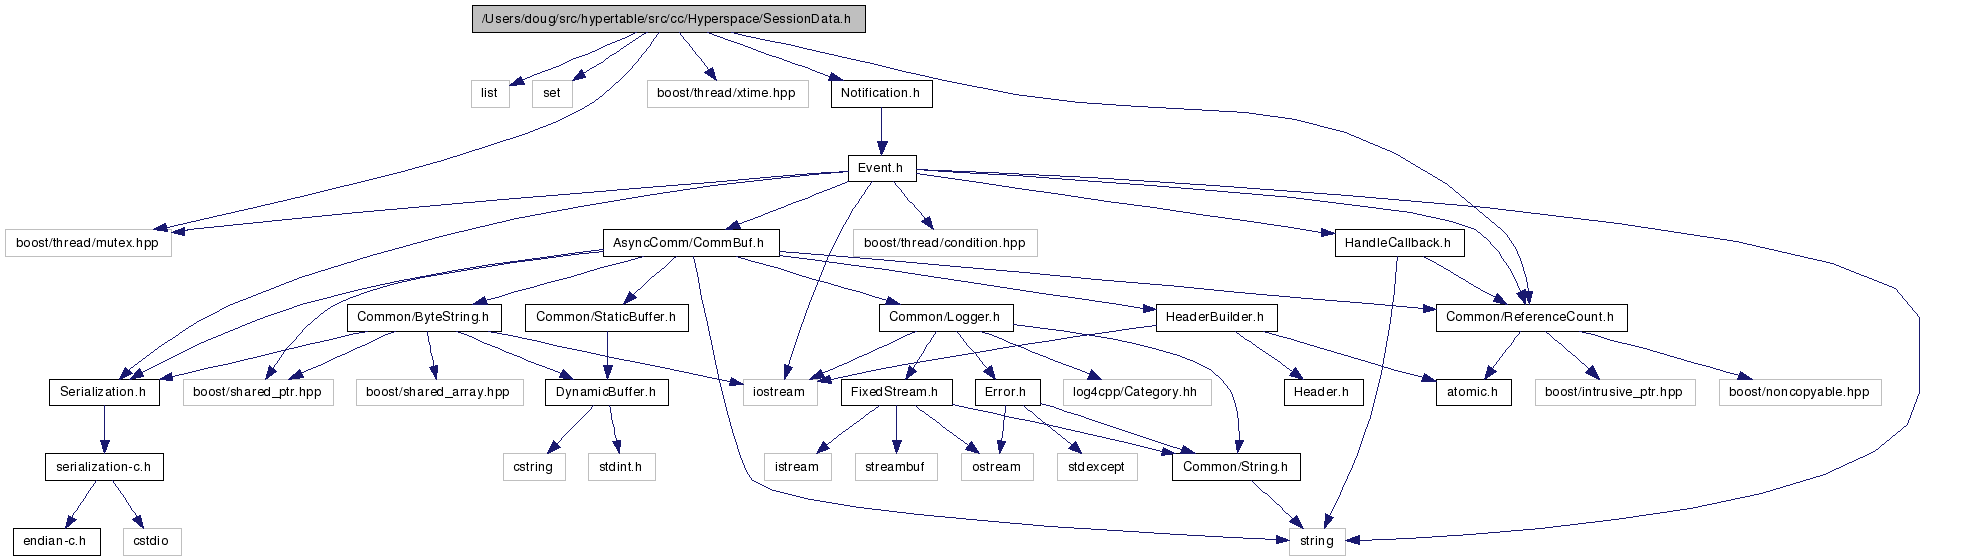 /Users/doug/src/hypertable/src/cc/Hyperspace/SessionData.h
list
set
boost/thread/xtime.hpp
Notification.h
Event.h
boost/thread/mutex.hpp
AsyncComm/CommBuf.h
boost/thread/condition.hpp
HandleCallback.h
Common/ByteString.h
Common/StaticBuffer.h
Common/Logger.h
HeaderBuilder.h
Common/ReferenceCount.h
Serialization.h
boost/shared_ptr.hpp
boost/shared_array.hpp
DynamicBuffer.h
iostream
FixedStream.h
Error.h
log4cpp/Category.hh
Header.h
atomic.h
boost/intrusive_ptr.hpp
boost/noncopyable.hpp
serialization-c.h
cstring
stdint.h
istream
streambuf
ostream
stdexcept
Common/String.h
endian-c.h
cstdio
string